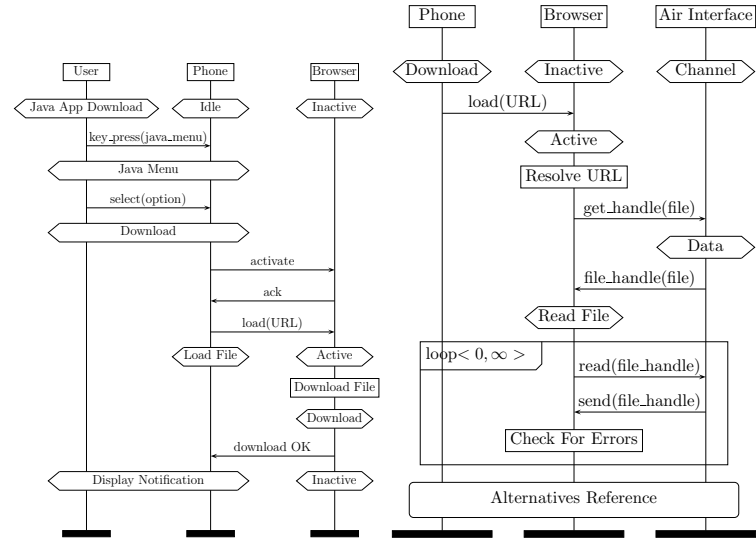 User Phone Browser
Java App Download Idle Inactive
key_press(java_menu)
Java Menu
select(option)
Download
activate
ack
load(URL)
Load File Active
Download File
Download
download OK
Display Notification Inactive
Phone Browser Air Interface
Download Inactive Channel
load(URL)
Active
Resolve URL
get_handle(file)
Data
file_handle(file)
Read File
loop< 0, ∞ >
read(file_handle)
send(file_handle)
Check For Errors
Alternatives Reference